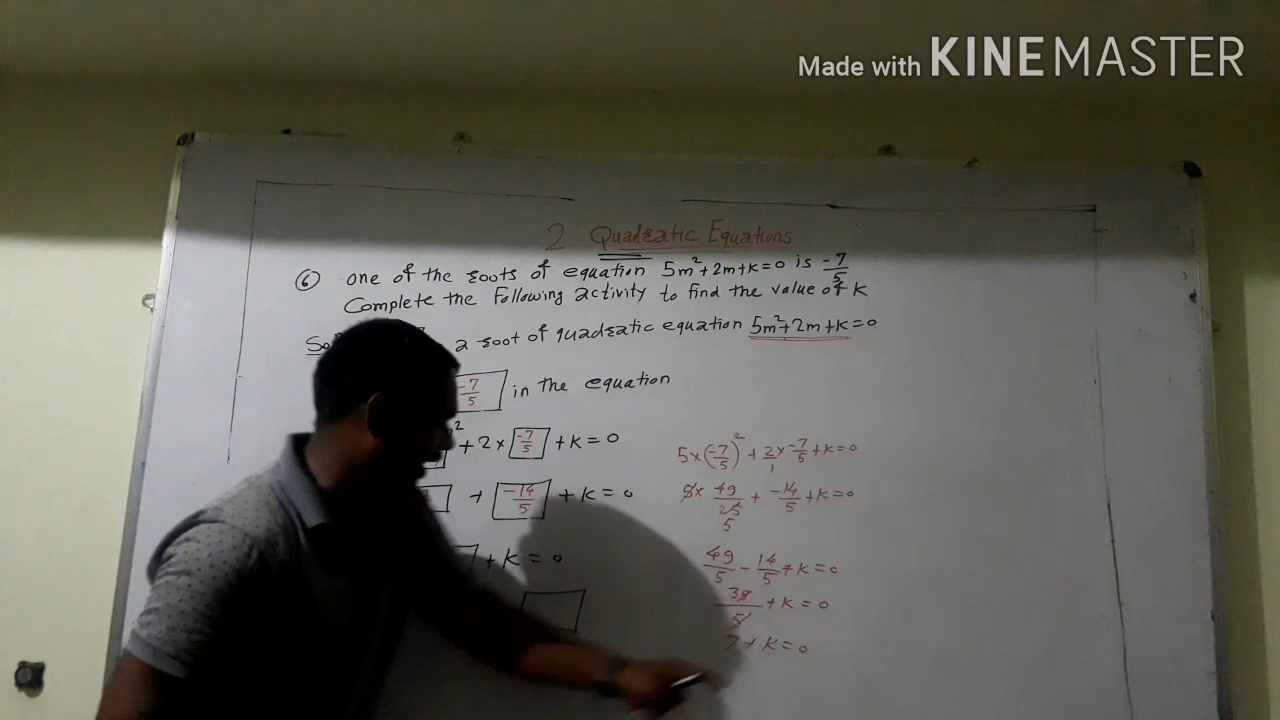 Made with KINEMASTER
2 Quadratic Equations
6 one of the roots of equation 5m²+2m+k=0 is -7/5
Complete the Following activity to find the value of k
a root of quadratic equation 5m²+2m+k=0
-7/5 in the equation
² + 2 × -7/5 + k = 0
+ -14/5 + k = 0
+ k = 0
5×(-7/5)² + 2/1 × -7/5 + k = 0
5× 49/25 + -14/5 + k = 0
5
49/5 - 14/5 + k = 0
/5 + k = 0
7 + k = 0